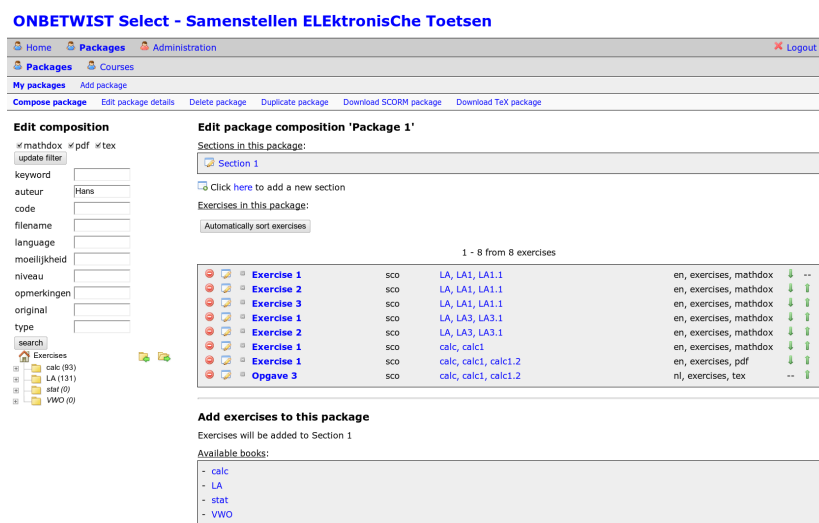 ONBETWIST Select - Samenstellen ELEktronisChe Toetsen
Home Packages Administration Logout
Packages Courses
My packages Add package
Compose package Edit package details Delete package Duplicate package Download SCORM package Download TeX package
Edit composition
mathdox pdf tex
update filter
keyword
auteur Hans
code
filename
language
moeilijkheid
niveau
opmerkingen
original
type
search
Exercises
calc (93)
LA (131)
stat (0)
VWO (0)
Edit package composition 'Package 1'
Sections in this package:
Section 1
Click here to add a new section
Exercises in this package:
Automatically sort exercises
1 - 8 from 8 exercises
Exercise 1 sco LA, LA1, LA1.1 en, exercises, mathdox --
Exercise 2 sco LA, LA1, LA1.1 en, exercises, mathdox
Exercise 3 sco LA, LA1, LA1.1 en, exercises, mathdox
Exercise 1 sco LA, LA3, LA3.1 en, exercises, mathdox
Exercise 2 sco LA, LA3, LA3.1 en, exercises, mathdox
Exercise 1 sco calc, calc1 en, exercises, mathdox
Exercise 1 sco calc, calc1, calc1.2 en, exercises, pdf
Opgave 3 sco calc, calc1, calc1.2 nl, exercises, tex --
Add exercises to this package
Exercises will be added to Section 1
Available books:
- calc
- LA
- stat
- VWO